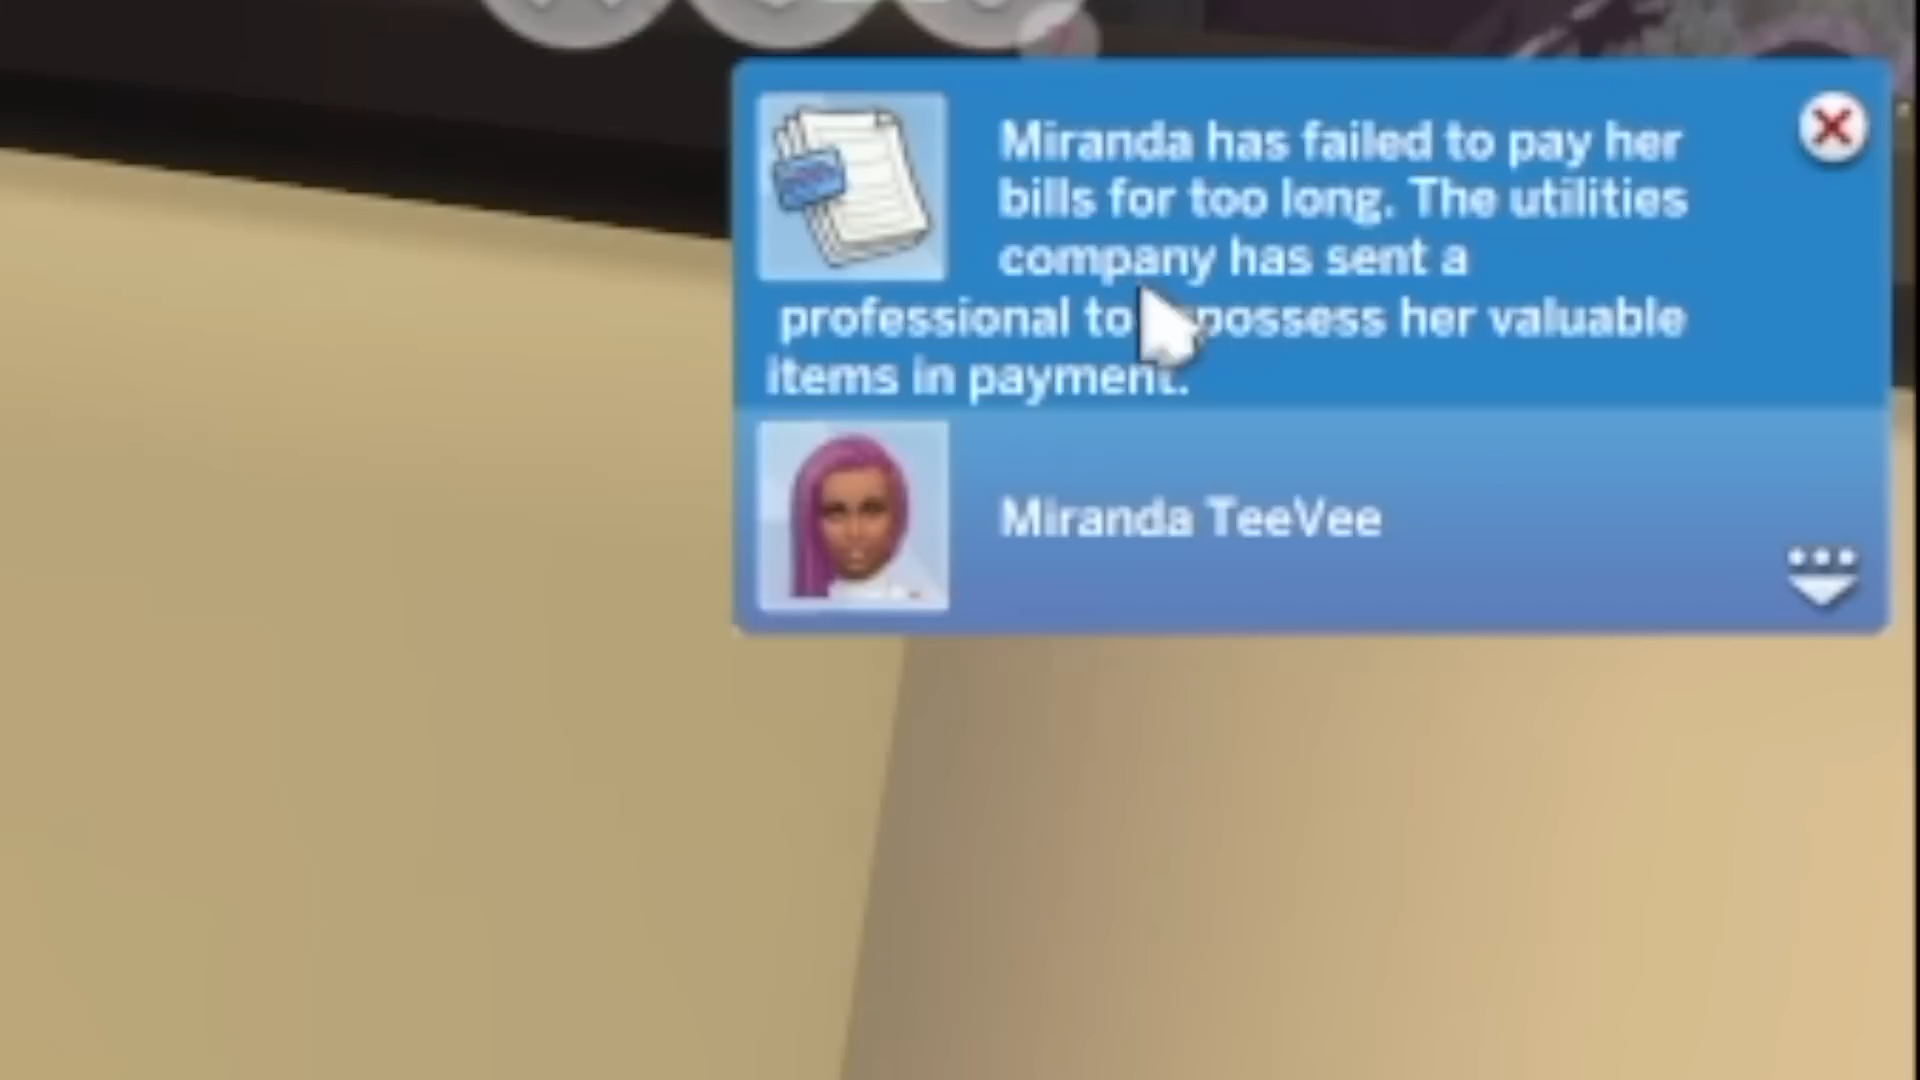 Miranda has failed to pay her
bills for too long. The utilities
company has sent a
professional to possess her valuable
items in payment.
Miranda TeeVee